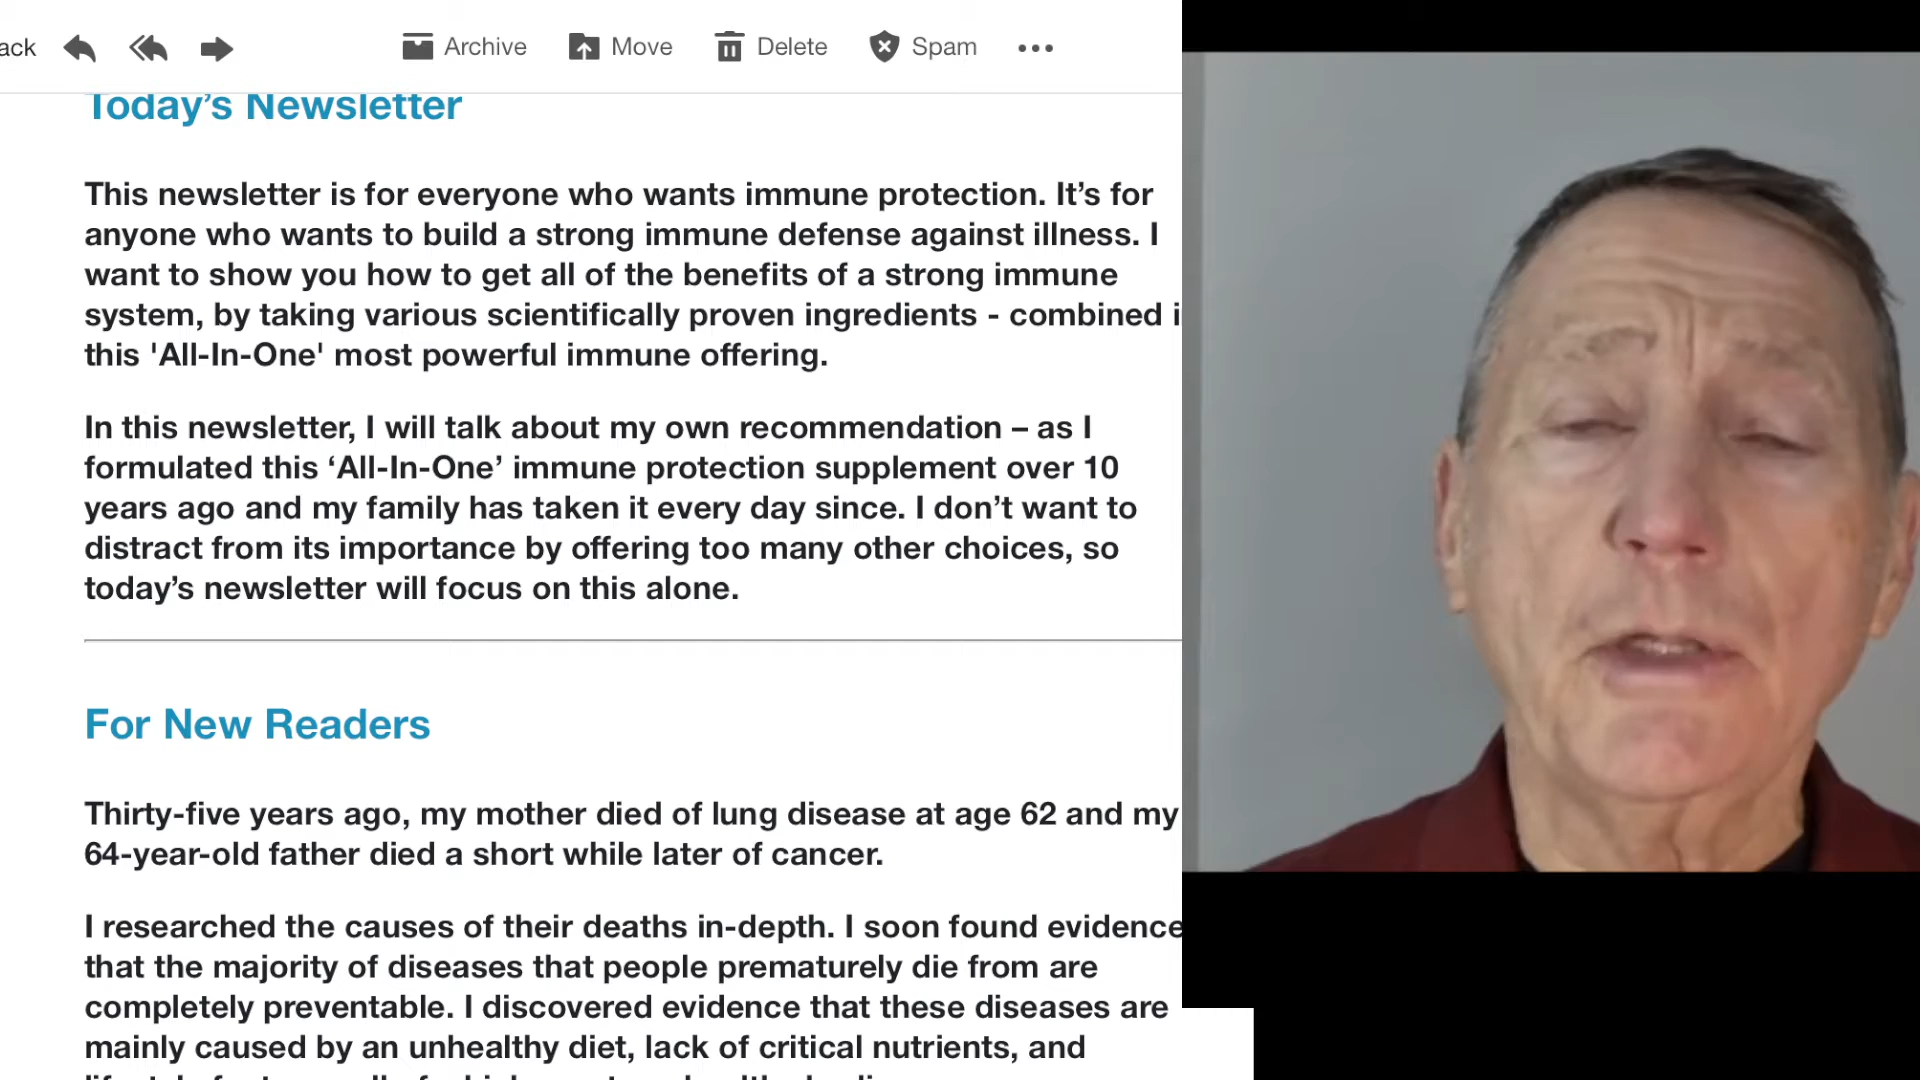 ack
Archive
Move
Delete
Spam
Today's Newsletter
This newsletter is for everyone who wants immune protection. It’s for
anyone who wants to build a strong immune defense against illness. I
want to show you how to get all of the benefits of a strong immune
system, by taking various scientifically proven ingredients - combined i
this 'All-In-One' most powerful immune offering.
In this newsletter, I will talk about my own recommendation – as I
formulated this ‘All-In-One’ immune protection supplement over 10
years ago and my family has taken it every day since. I don’t want to
distract from its importance by offering too many other choices, so
today’s newsletter will focus on this alone.
For New Readers
Thirty-five years ago, my mother died of lung disease at age 62 and my
64-year-old father died a short while later of cancer.
I researched the causes of their deaths in-depth. I soon found evidence
that the majority of diseases that people prematurely die from are
completely preventable. I discovered evidence that these diseases are
mainly caused by an unhealthy diet, lack of critical nutrients, and